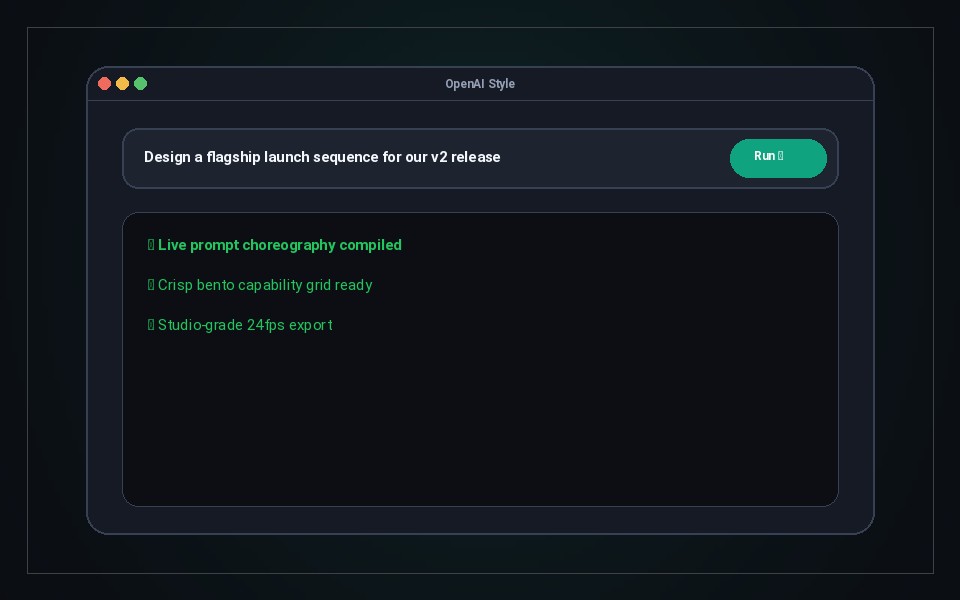 OpenAI Style
Design a flagship launch sequence for our v2 release
Run
Live prompt choreography compiled
Crisp bento capability grid ready
Studio-grade 24fps export